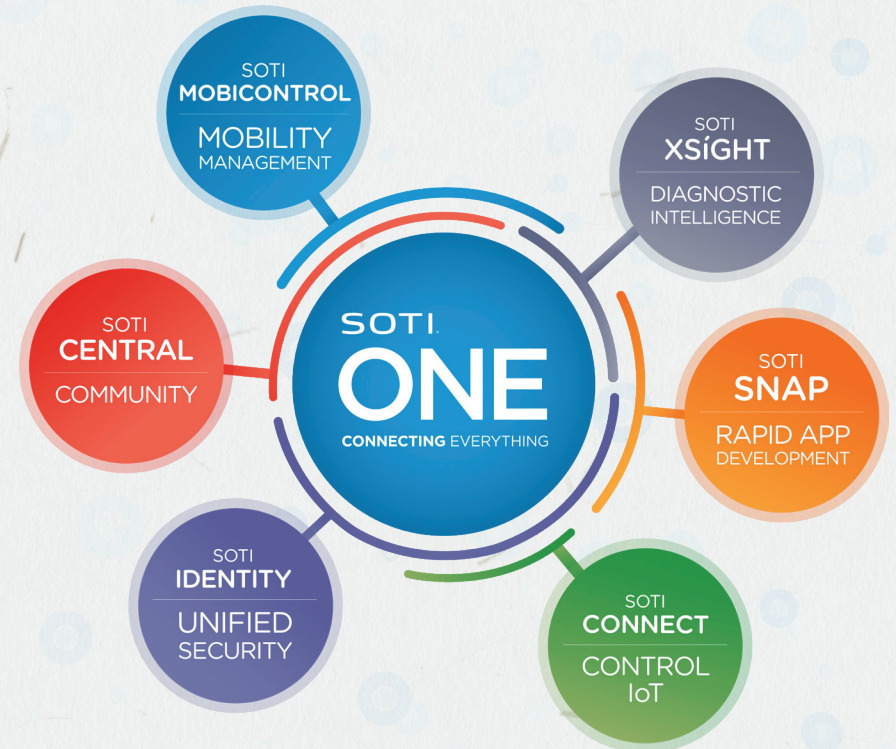 SOTI
MOBICONTROL
MOBILITY
MANAGEMENT
SOTI
XSíGHT
DIAGNOSTIC
INTELLIGENCE
SOTI
CENTRAL
COMMUNITY
SOTI.
ONE
CONNECTING EVERYTHING
SOTI
SNAP
RAPID APP
DEVELOPMENT
SOTI
IDENTITY
UNIFIED
SECURITY
SOTI
CONNECT
CONTROL
IoT